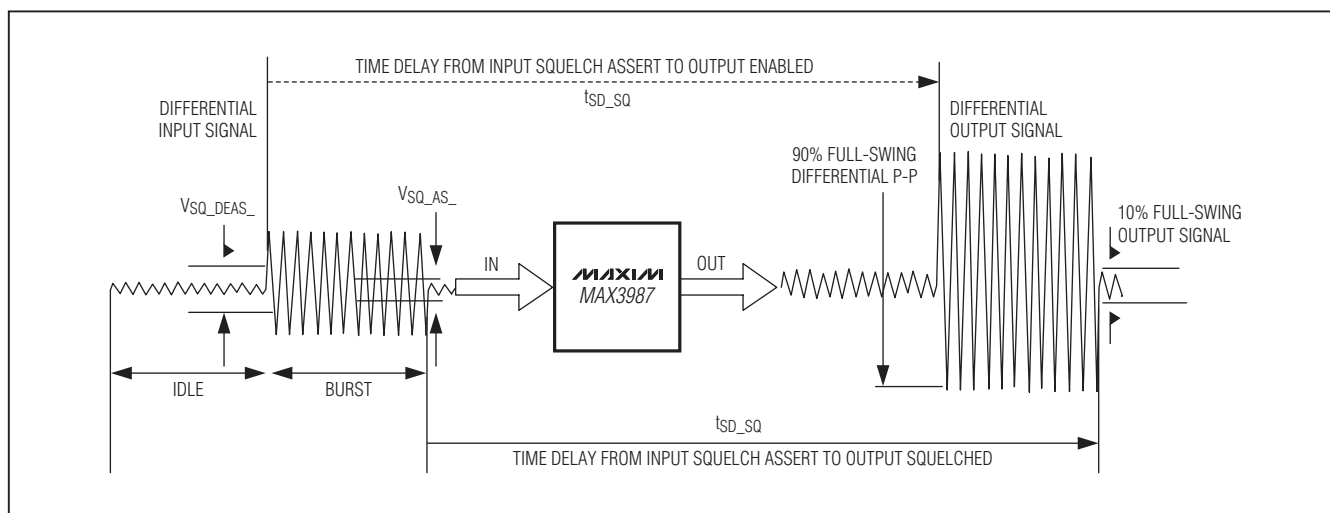 TIME DELAY FROM INPUT SQUELCH ASSERT TO OUTPUT ENABLED
tSD_SQ
DIFFERENTIAL
INPUT SIGNAL
DIFFERENTIAL
OUTPUT SIGNAL
90% FULL-SWING
DIFFERENTIAL P-P
VSQ_DEAS_
VSQ_AS_
10% FULL-SWING
OUTPUT SIGNAL
IN
MAXIM
MAX3987
OUT
IDLE
BURST
tSD_SQ
TIME DELAY FROM INPUT SQUELCH ASSERT TO OUTPUT SQUELCHED